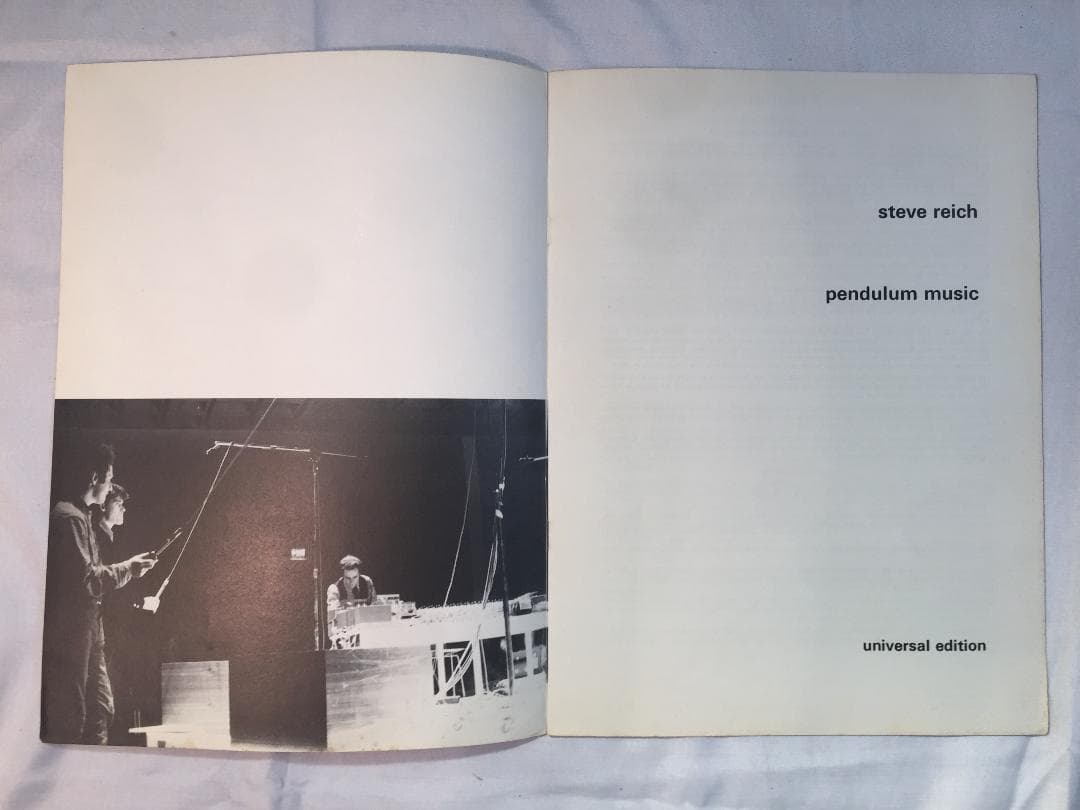 steve reich
pendulum music
universal edition